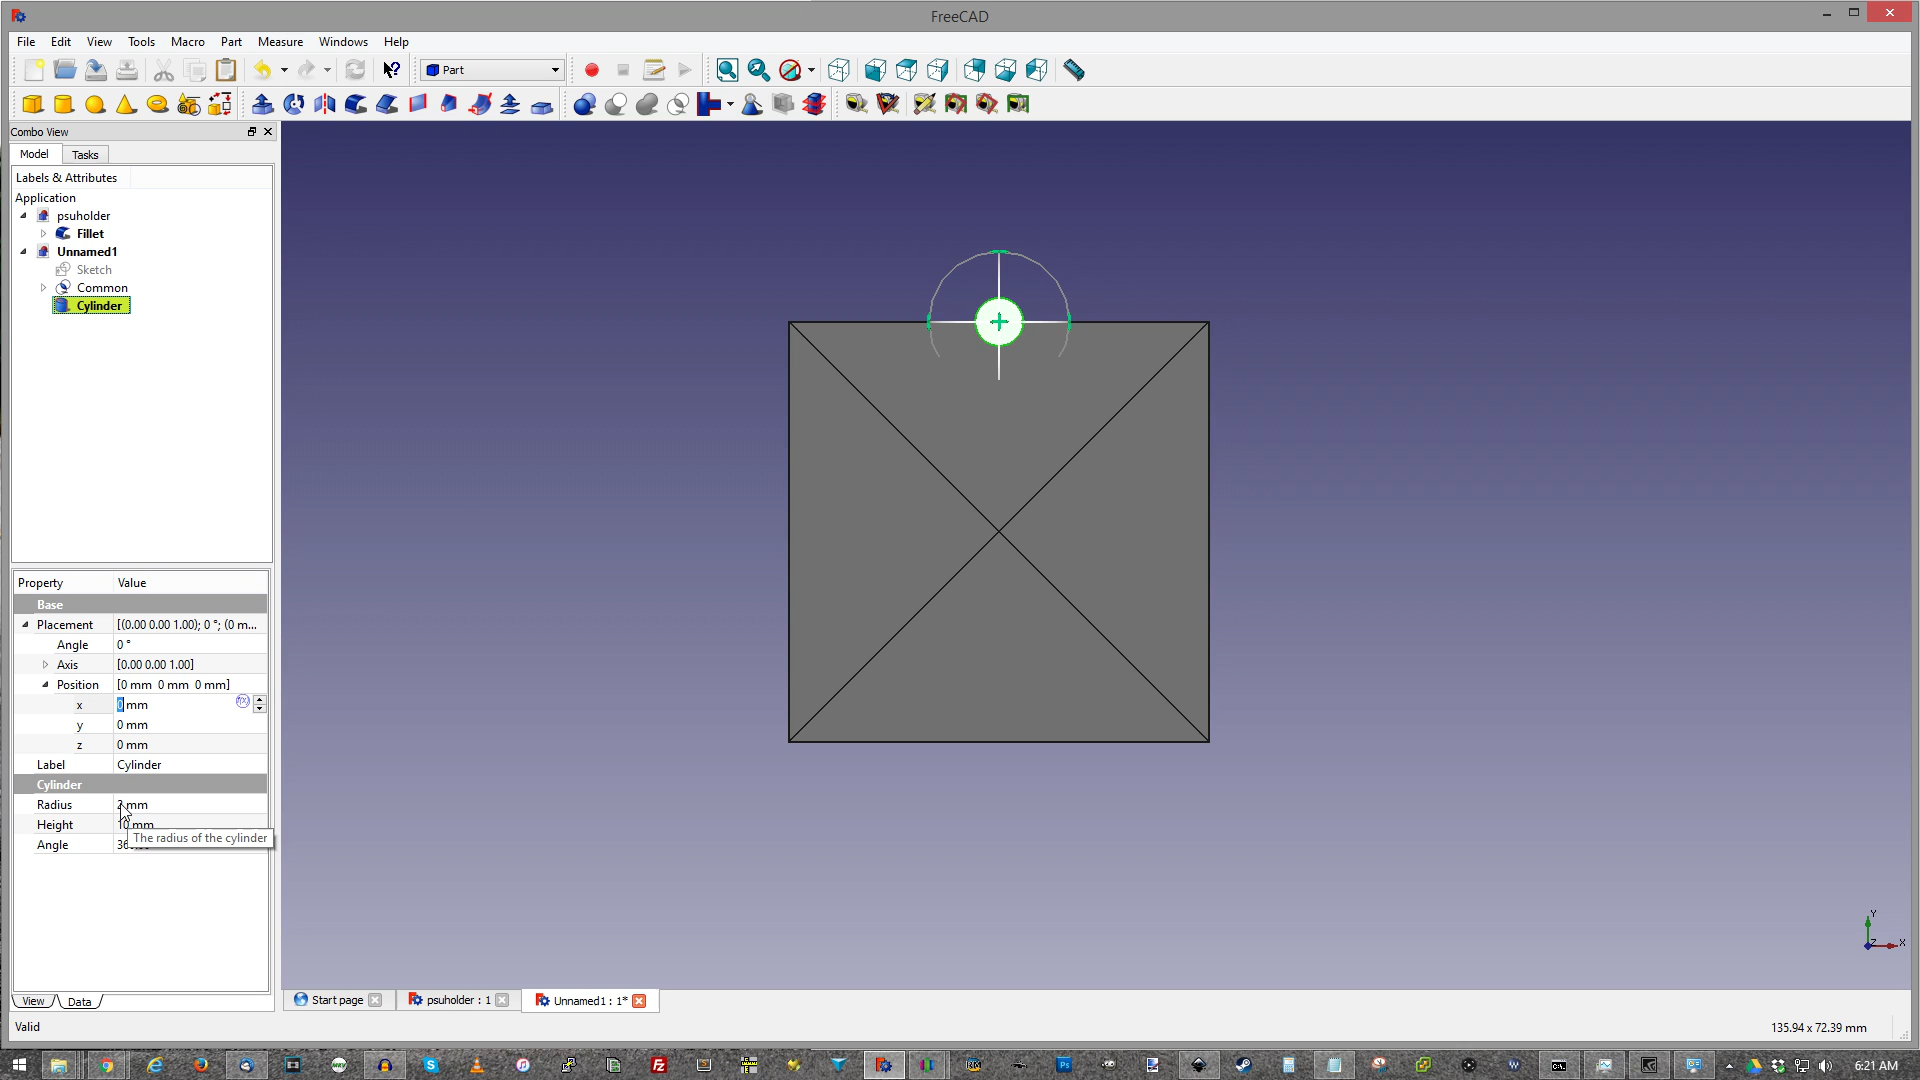 FreeCAD
File Edit View Tools Macro Part Measure Windows Help
Part
Combo View
Model Tasks
Labels & Attributes
Application
psuholder
Fillet
Unnamed1
Sketch
Common
Cylinder
Property Value
Base
Placement [(0.00 0.00 1.00); 0 °; (0 m...
Angle 0 °
Axis [0.00 0.00 1.00]
Position [0 mm 0 mm 0 mm]
x 0 mm
y 0 mm
z 0 mm
Label Cylinder
Cylinder
Radius 2 mm
Height 10 mm
The radius of the cylinder
Angle
View Data
Start page psuholder : 1 Unnamed1 : 1*
Valid
135.94 x 72.39 mm
Y
Z X
6:21 AM